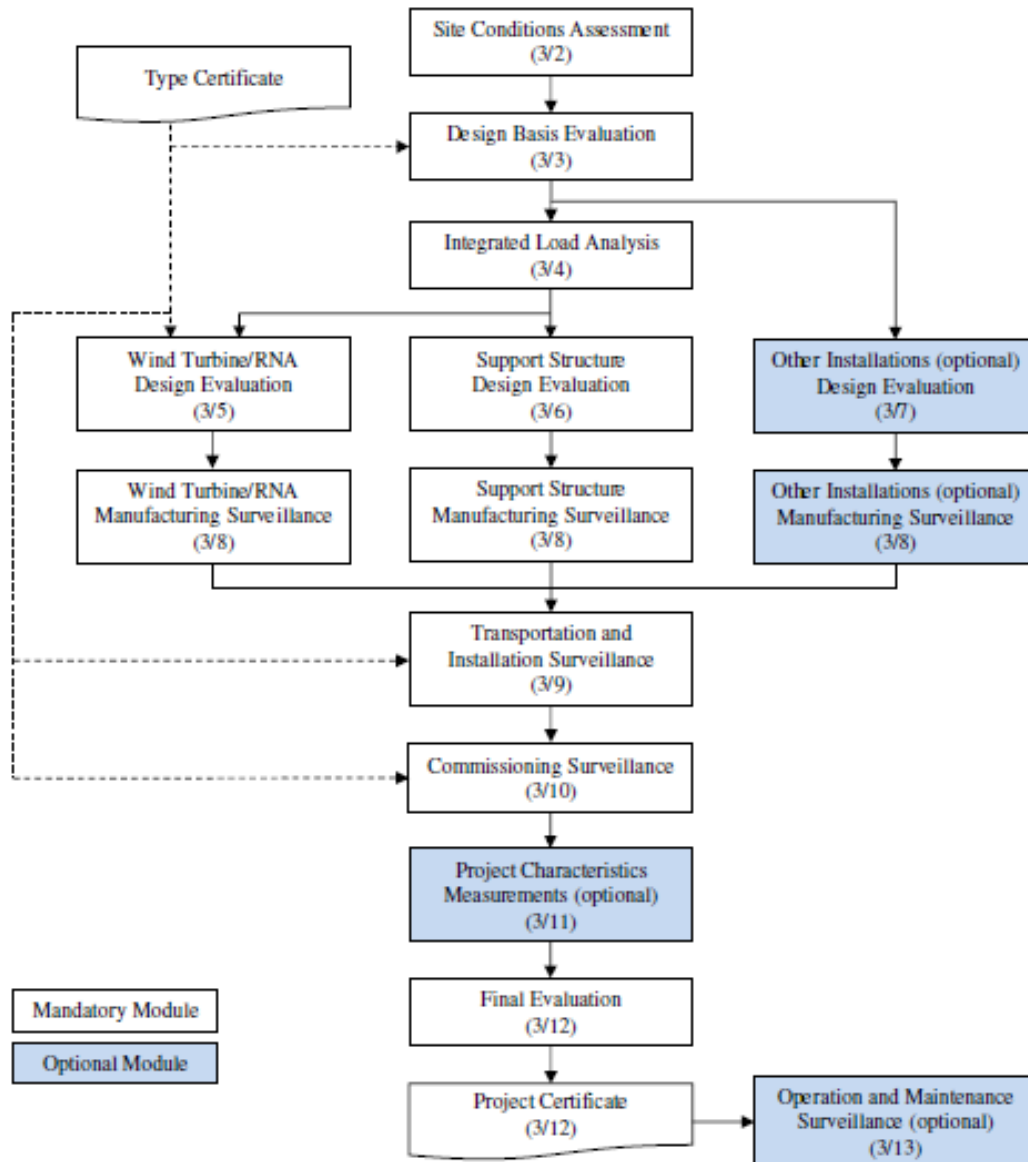 Site Conditions Assessment
(3/2)
Type Certificate
Design Basis Evaluation
(3/3)
Integrated Load Analysis
(3/4)
Wind Turbine/RNA
Design Evaluation
(3/5)
Support Structure
Design Evaluation
(3/6)
Other Installations (optional)
Design Evaluation
(3/7)
Wind Turbine/RNA
Manufacturing Surveillance
(3/8)
Support Structure
Manufacturing Surveillance
(3/8)
Other Installations (optional)
Manufacturing Surveillance
(3/8)
Transportation and
Installation Surveillance
(3/9)
Commissioning Surveillance
(3/10)
Project Characteristics
Measurements (optional)
(3/11)
Final Evaluation
(3/12)
Mandatory Module
Optional Module
Project Certificate
(3/12)
Operation and Maintenance
Surveillance (optional)
(3/13)